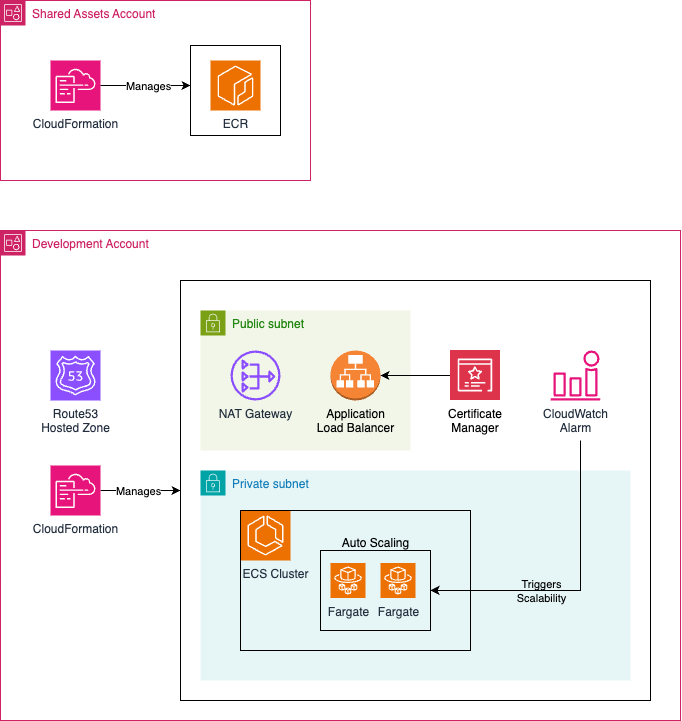 Shared Assets Account
Manages
CloudFormation
ECR
Development Account
Public subnet
53
Route53
Hosted Zone
NAT Gateway
Application
Load Balancer
Certificate
Manager
CloudWatch
Alarm
Manages
CloudFormation
Private subnet
ECS Cluster
Auto Scaling
Fargate
Fargate
Triggers
Scalability